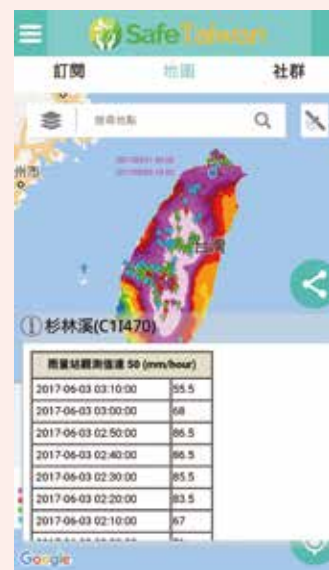 SafeTaiwan
訂閱
地圖
社群
搜尋地點
州市
台灣
杉林溪(C1I470)
雨量站觀測值達 50 (mm/hour)
2017-06-03 03:10:00 55.5
2017-06-03 03:00:00 68
2017-06-03 02:50:00 86.5
2017-06-03 02:40:00 86.5
2017-06-03 02:30:00 85.5
2017-06-03 02:20:00 83.5
2017-06-03 02:10:00 67
Google